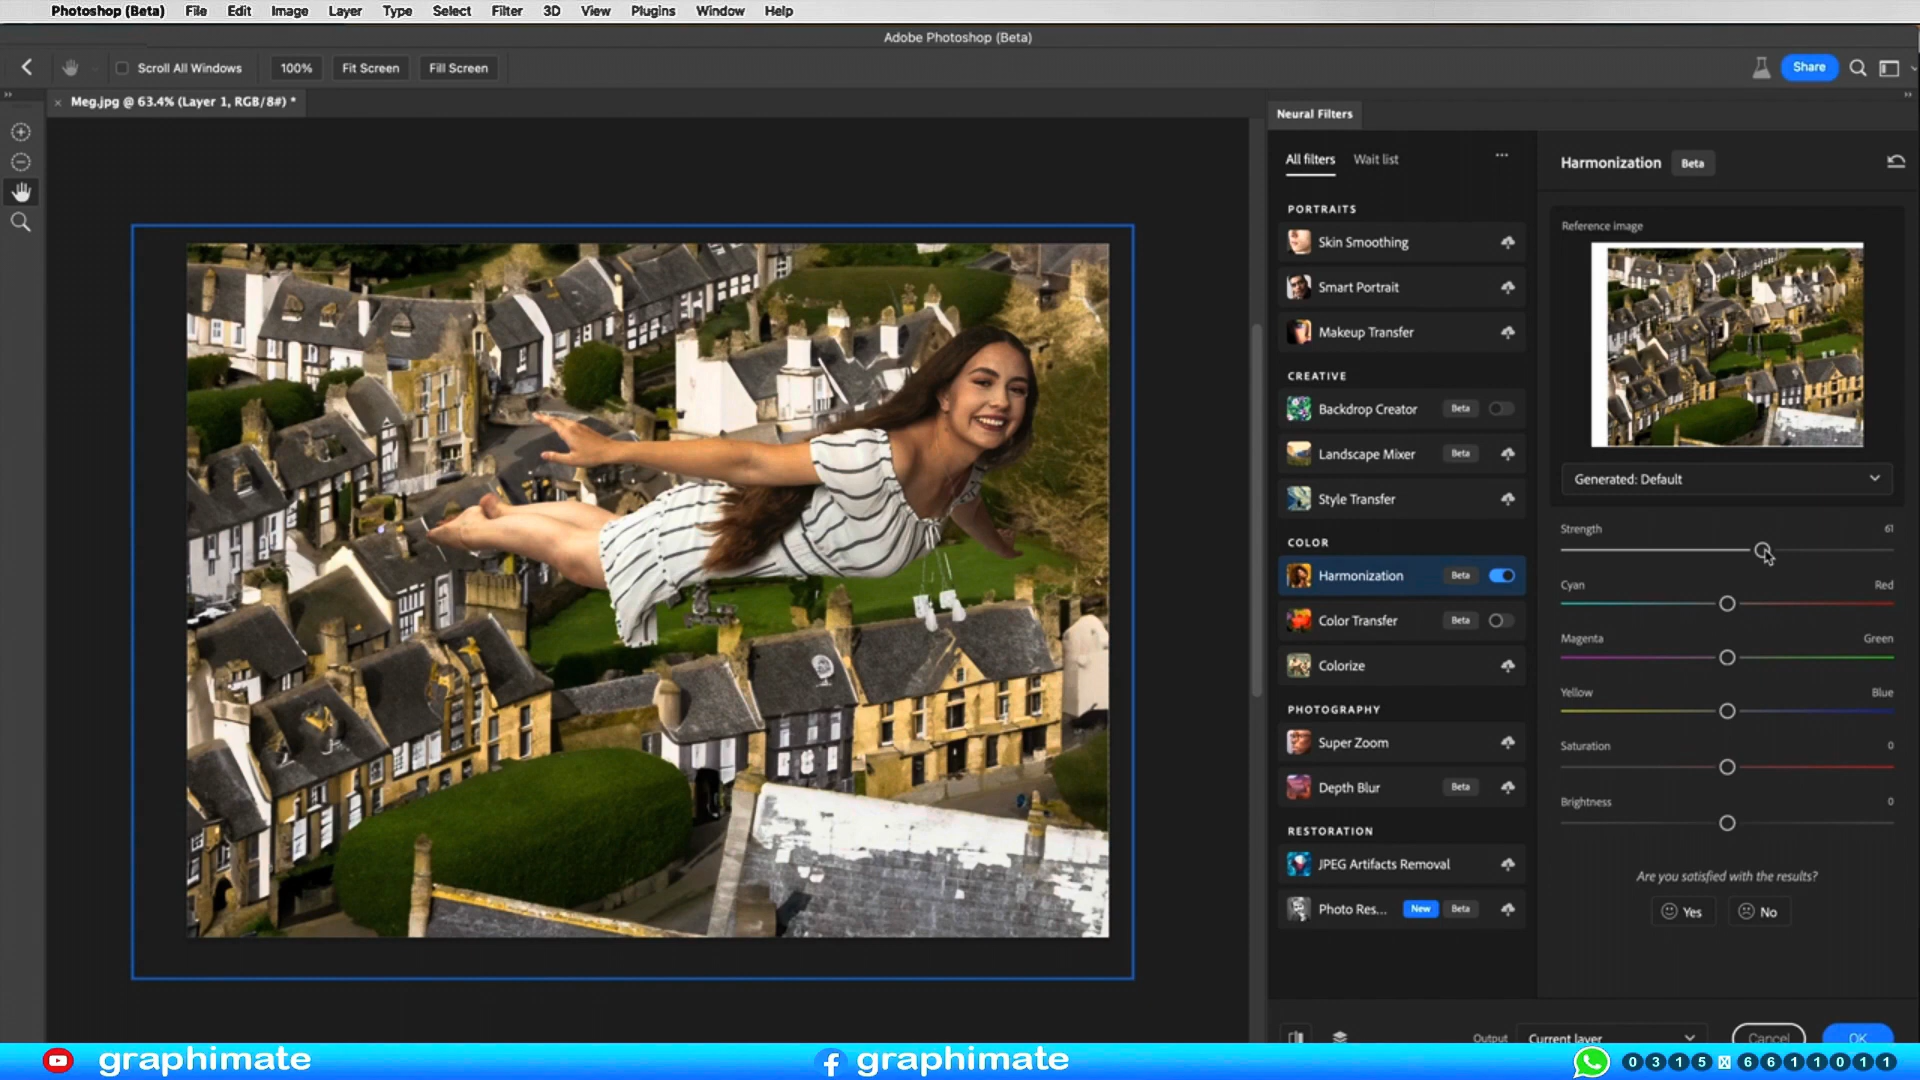 Photoshop (Beta) File Edit Image Layer Type Select Filter 3D View Plugins Window Help
Adobe Photoshop (Beta)
Scroll All Windows 100% Fit Screen Fill Screen Share
Meg.jpg @ 63.4% (Layer 1, RGB/8#) *
Neural Filters
All filters Wait list
Harmonization Beta
PORTRAITS
Skin Smoothing
Smart Portrait
Makeup Transfer
CREATIVE
Backdrop Creator Beta
Landscape Mixer Beta
Style Transfer
COLOR
Harmonization Beta
Color Transfer Beta
Colorize
PHOTOGRAPHY
Super Zoom
Depth Blur Beta
RESTORATION
JPEG Artifacts Removal
Photo Res... New Beta
Reference image
Generated: Default
Strength 61
Cyan Red
Magenta Green
Yellow Blue
Saturation 0
Brightness 0
Are you satisfied with the results?
Yes No
Output Current layer Cancel OK
graphimate graphimate 0315 6611011